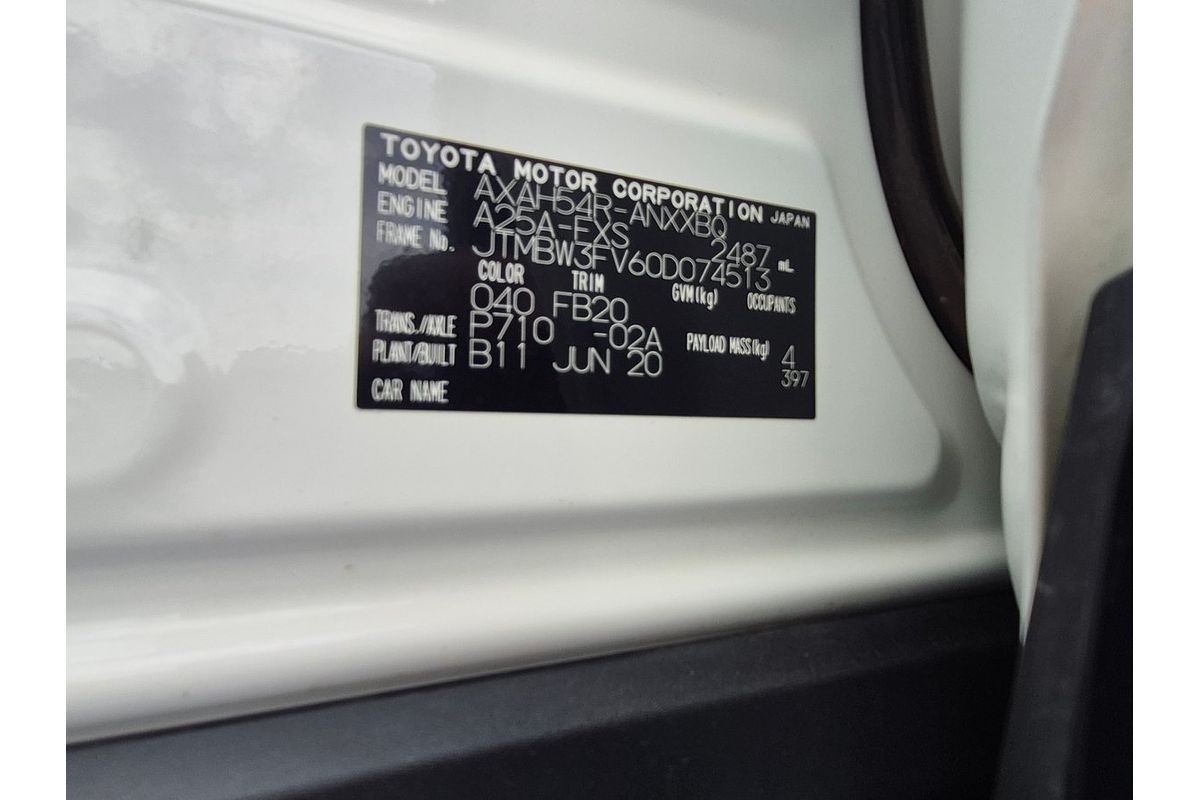 TOYOTA MOTOR CORPORATION JAPAN
MODEL AXAH54R-ANXXBQ
ENGINE A25A-FXS 2487 mL
FRAME No. JTMBW3FV60D074513
COLOR TRIM GVM(kg) OCCUPANTS
040 FB20
TRANS./AXLE P710 -02A PAYLOAD MASS(kg) 4
PLANT/BUILT B11 JUN 20 397
CAR NAME